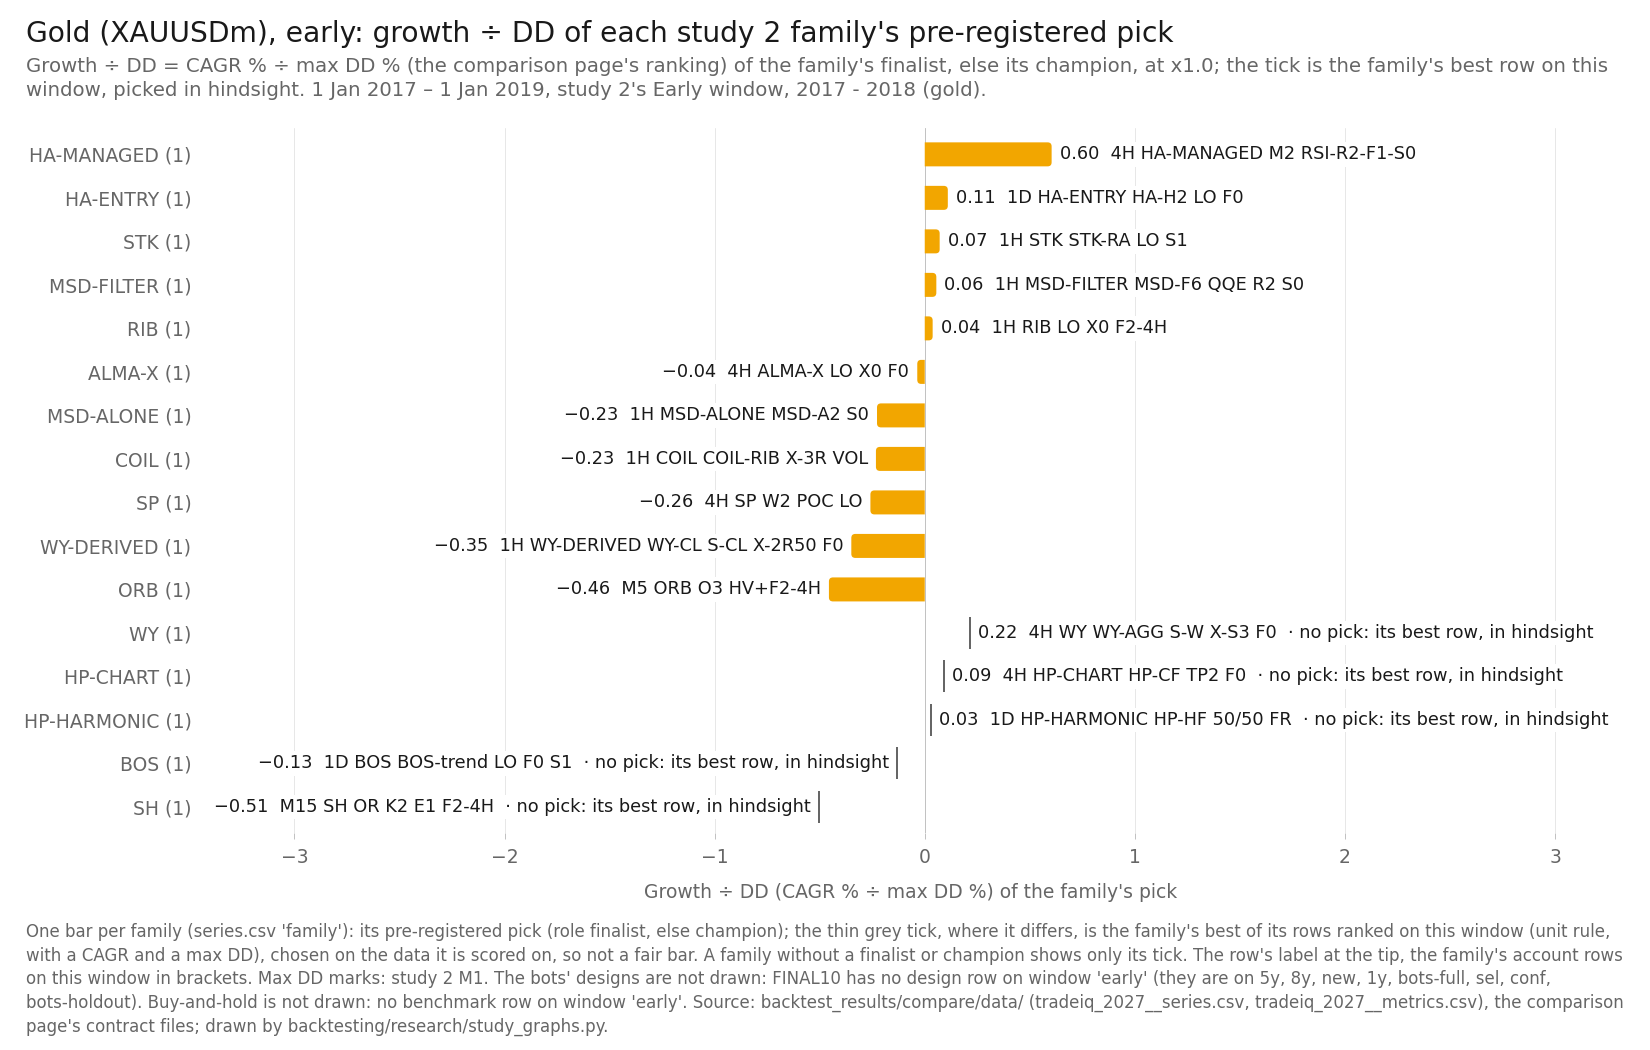 Gold (XAUUSDm), early: growth ÷ DD of each study 2 family's pre-registered pick
Growth ÷ DD = CAGR % ÷ max DD % (the comparison page's ranking) of the family's finalist, else its champion, at x1.0; the tick is the family's best row on this
window, picked in hindsight. 1 Jan 2017 – 1 Jan 2019, study 2's Early window, 2017 - 2018 (gold).
HA-MANAGED (1) 0.60 4H HA-MANAGED M2 RSI-R2-F1-S0
HA-ENTRY (1) 0.11 1D HA-ENTRY HA-H2 LO F0
STK (1) 0.07 1H STK STK-RA LO S1
MSD-FILTER (1) 0.06 1H MSD-FILTER MSD-F6 QQE R2 S0
RIB (1) 0.04 1H RIB LO X0 F2-4H
ALMA-X (1) −0.04 4H ALMA-X LO X0 F0
MSD-ALONE (1) −0.23 1H MSD-ALONE MSD-A2 S0
COIL (1) −0.23 1H COIL COIL-RIB X-3R VOL
SP (1) −0.26 4H SP W2 POC LO
WY-DERIVED (1) −0.35 1H WY-DERIVED WY-CL S-CL X-2R50 F0
ORB (1) −0.46 M5 ORB O3 HV+F2-4H
WY (1) 0.22 4H WY WY-AGG S-W X-S3 F0 · no pick: its best row, in hindsight
HP-CHART (1) 0.09 4H HP-CHART HP-CF TP2 F0 · no pick: its best row, in hindsight
HP-HARMONIC (1) 0.03 1D HP-HARMONIC HP-HF 50/50 FR · no pick: its best row, in hindsight
BOS (1) −0.13 1D BOS BOS-trend LO F0 S1 · no pick: its best row, in hindsight
SH (1) −0.51 M15 SH OR K2 E1 F2-4H · no pick: its best row, in hindsight
−3 −2 −1 0 1 2 3
Growth ÷ DD (CAGR % ÷ max DD %) of the family's pick
One bar per family (series.csv 'family'): its pre-registered pick (role finalist, else champion); the thin grey tick, where it differs, is the family's best of its rows ranked on this window (unit rule,
with a CAGR and a max DD), chosen on the data it is scored on, so not a fair bar. A family without a finalist or champion shows only its tick. The row's label at the tip, the family's account rows
on this window in brackets. Max DD marks: study 2 M1. The bots' designs are not drawn: FINAL10 has no design row on window 'early' (they are on 5y, 8y, new, 1y, bots-full, sel, conf,
bots-holdout). Buy-and-hold is not drawn: no benchmark row on window 'early'. Source: backtest_results/compare/data/ (tradeiq_2027__series.csv, tradeiq_2027__metrics.csv), the comparison
page's contract files; drawn by backtesting/research/study_graphs.py.